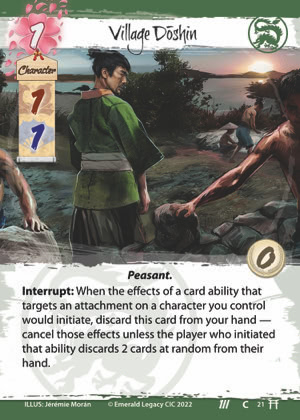 Village Dōshin
1
Character
1
1
0
Peasant.
Interrupt: When the effects of a card ability that
targets an attachment on a character you control
would initiate, discard this card from your hand —
cancel those effects unless the player who initiated
that ability discards 2 cards at random from their
hand.
ILLUS: Jérémie Morán © Emerald Legacy CIC 2022 C 21